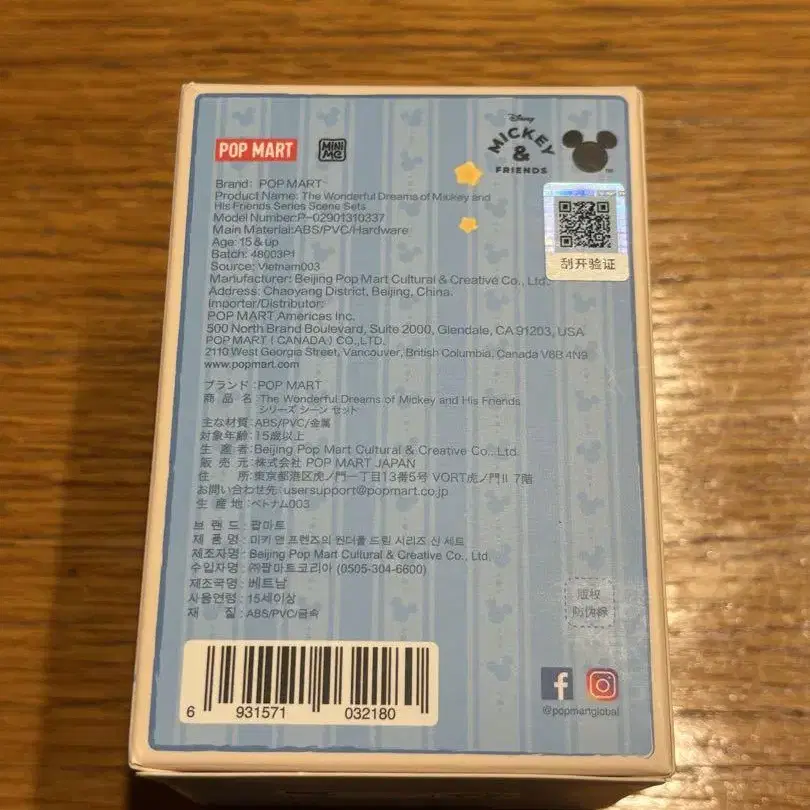 POP MART
MINI ME
Disney
MICKEY
&
FRIENDS
TM
Brand: POP MART
Product Name: The Wonderful Dreams of Mickey and
His Friends Series Scene Sets
Model Number:P-02901310337
Main Material:ABS/PVC/Hardware
Age: 15 & up
Batch: 48003P1
Source: Vietnam003
Manufacturer: Beijing Pop Mart Cultural & Creative Co., Ltd.
Address: Chaoyang District, Beijing, China.
Importer/Distributor:
POP MART Americas Inc.
500 North Brand Boulevard, Suite 2000, Glendale, CA 91203, USA
POP MART ( CANADA ) CO.,LTD.
2110 West Georgia Street, Vancouver, British Columbia, Canada V6B 4N9
www.popmart.com
刮开验证
ブランド :POP MART
商 品 名 : The Wonderful Dreams of Mickey and His Friends
シリーズ シーン セット
主な材質: ABS/PVC/金属
対象年齢: 15歳以上
生 産 者: Beijing Pop Mart Cultural & Creative Co., Ltd.
販 売 元: 株式会社 POP MART JAPAN
住 所: 東京都港区虎ノ門一丁目13番5号 VORT虎ノ門II 7階
お問い合わせ先 : usersupport@popmart.co.jp
生 産 地: ベトナム003
브 랜 드 : 팝마트
제 품 명 : 미키 앤 프렌즈의 원더풀 드림 시리즈 신 세트
제조자명 : Beijing Pop Mart Cultural & Creative Co., Ltd.
수입자명 : ㈜팝마트코리아 (0505-304-6600)
제조국명 : 베트남
사용연령 : 15세이상
재 질 : ABS/PVC/금속
版权
防伪線
6 931571 032180
@popmartglobal